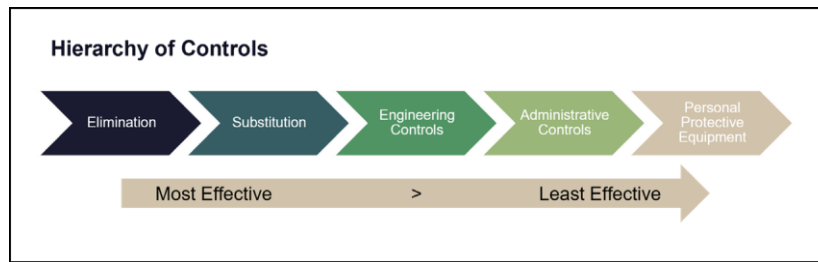 Hierarchy of Controls
Elimination
Substitution
Engineering
Controls
Administrative
Controls
Personal
Protective
Equipment
Most Effective > Least Effective